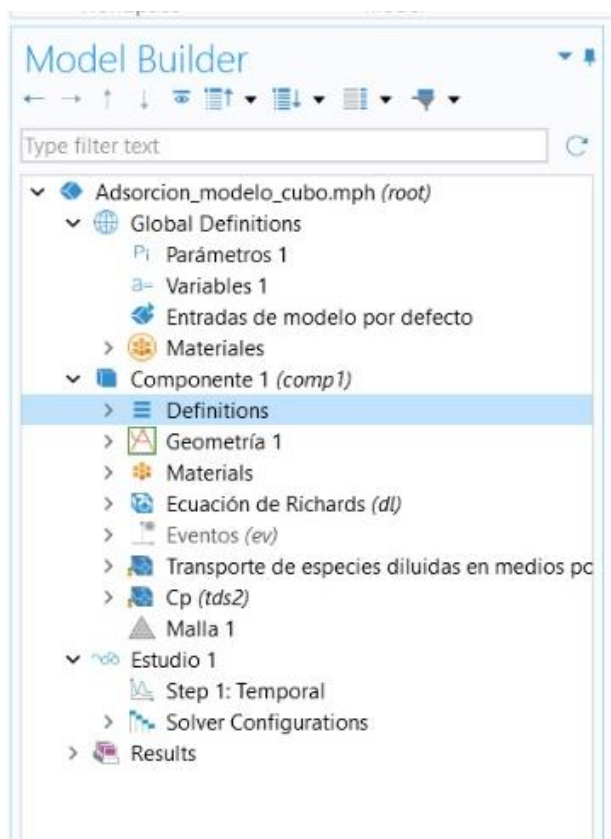 Model Builder
Type filter text
Adsorcion_modelo_cubo.mph (root)
Global Definitions
Pi Parámetros 1
a= Variables 1
Entradas de modelo por defecto
Materiales
Componente 1 (comp1)
Definitions
Geometría 1
Materials
Ecuación de Richards (dl)
Eventos (ev)
Transporte de especies diluidas en medios po
Cp (tds2)
Malla 1
Estudio 1
Step 1: Temporal
Solver Configurations
Results